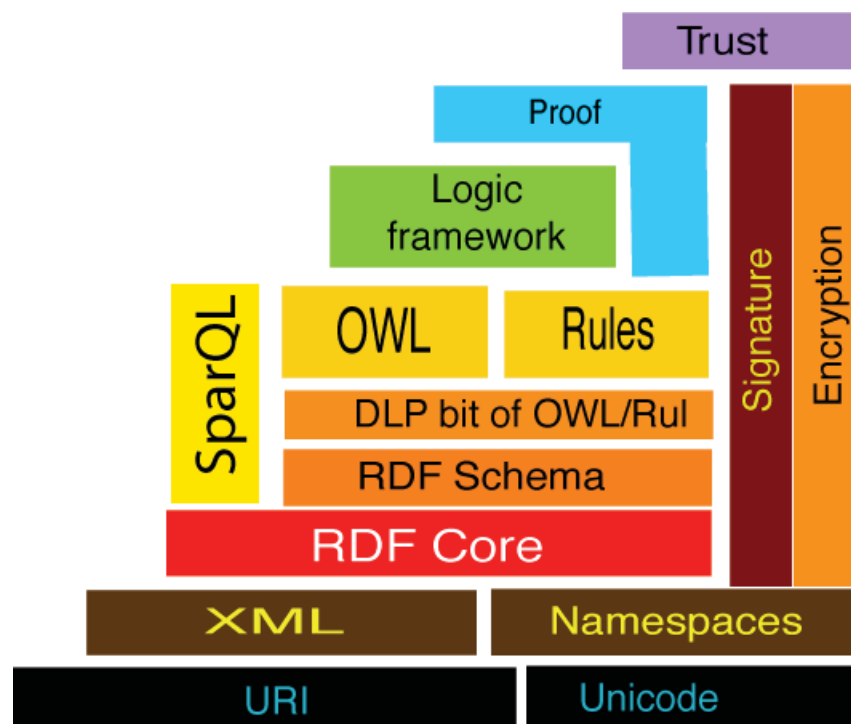 Trust
Proof
Logic
framework
Signature
Encryption
SparQL
OWL
Rules
DLP bit of OWL/Rul
RDF Schema
RDF Core
XML
Namespaces
URI
Unicode